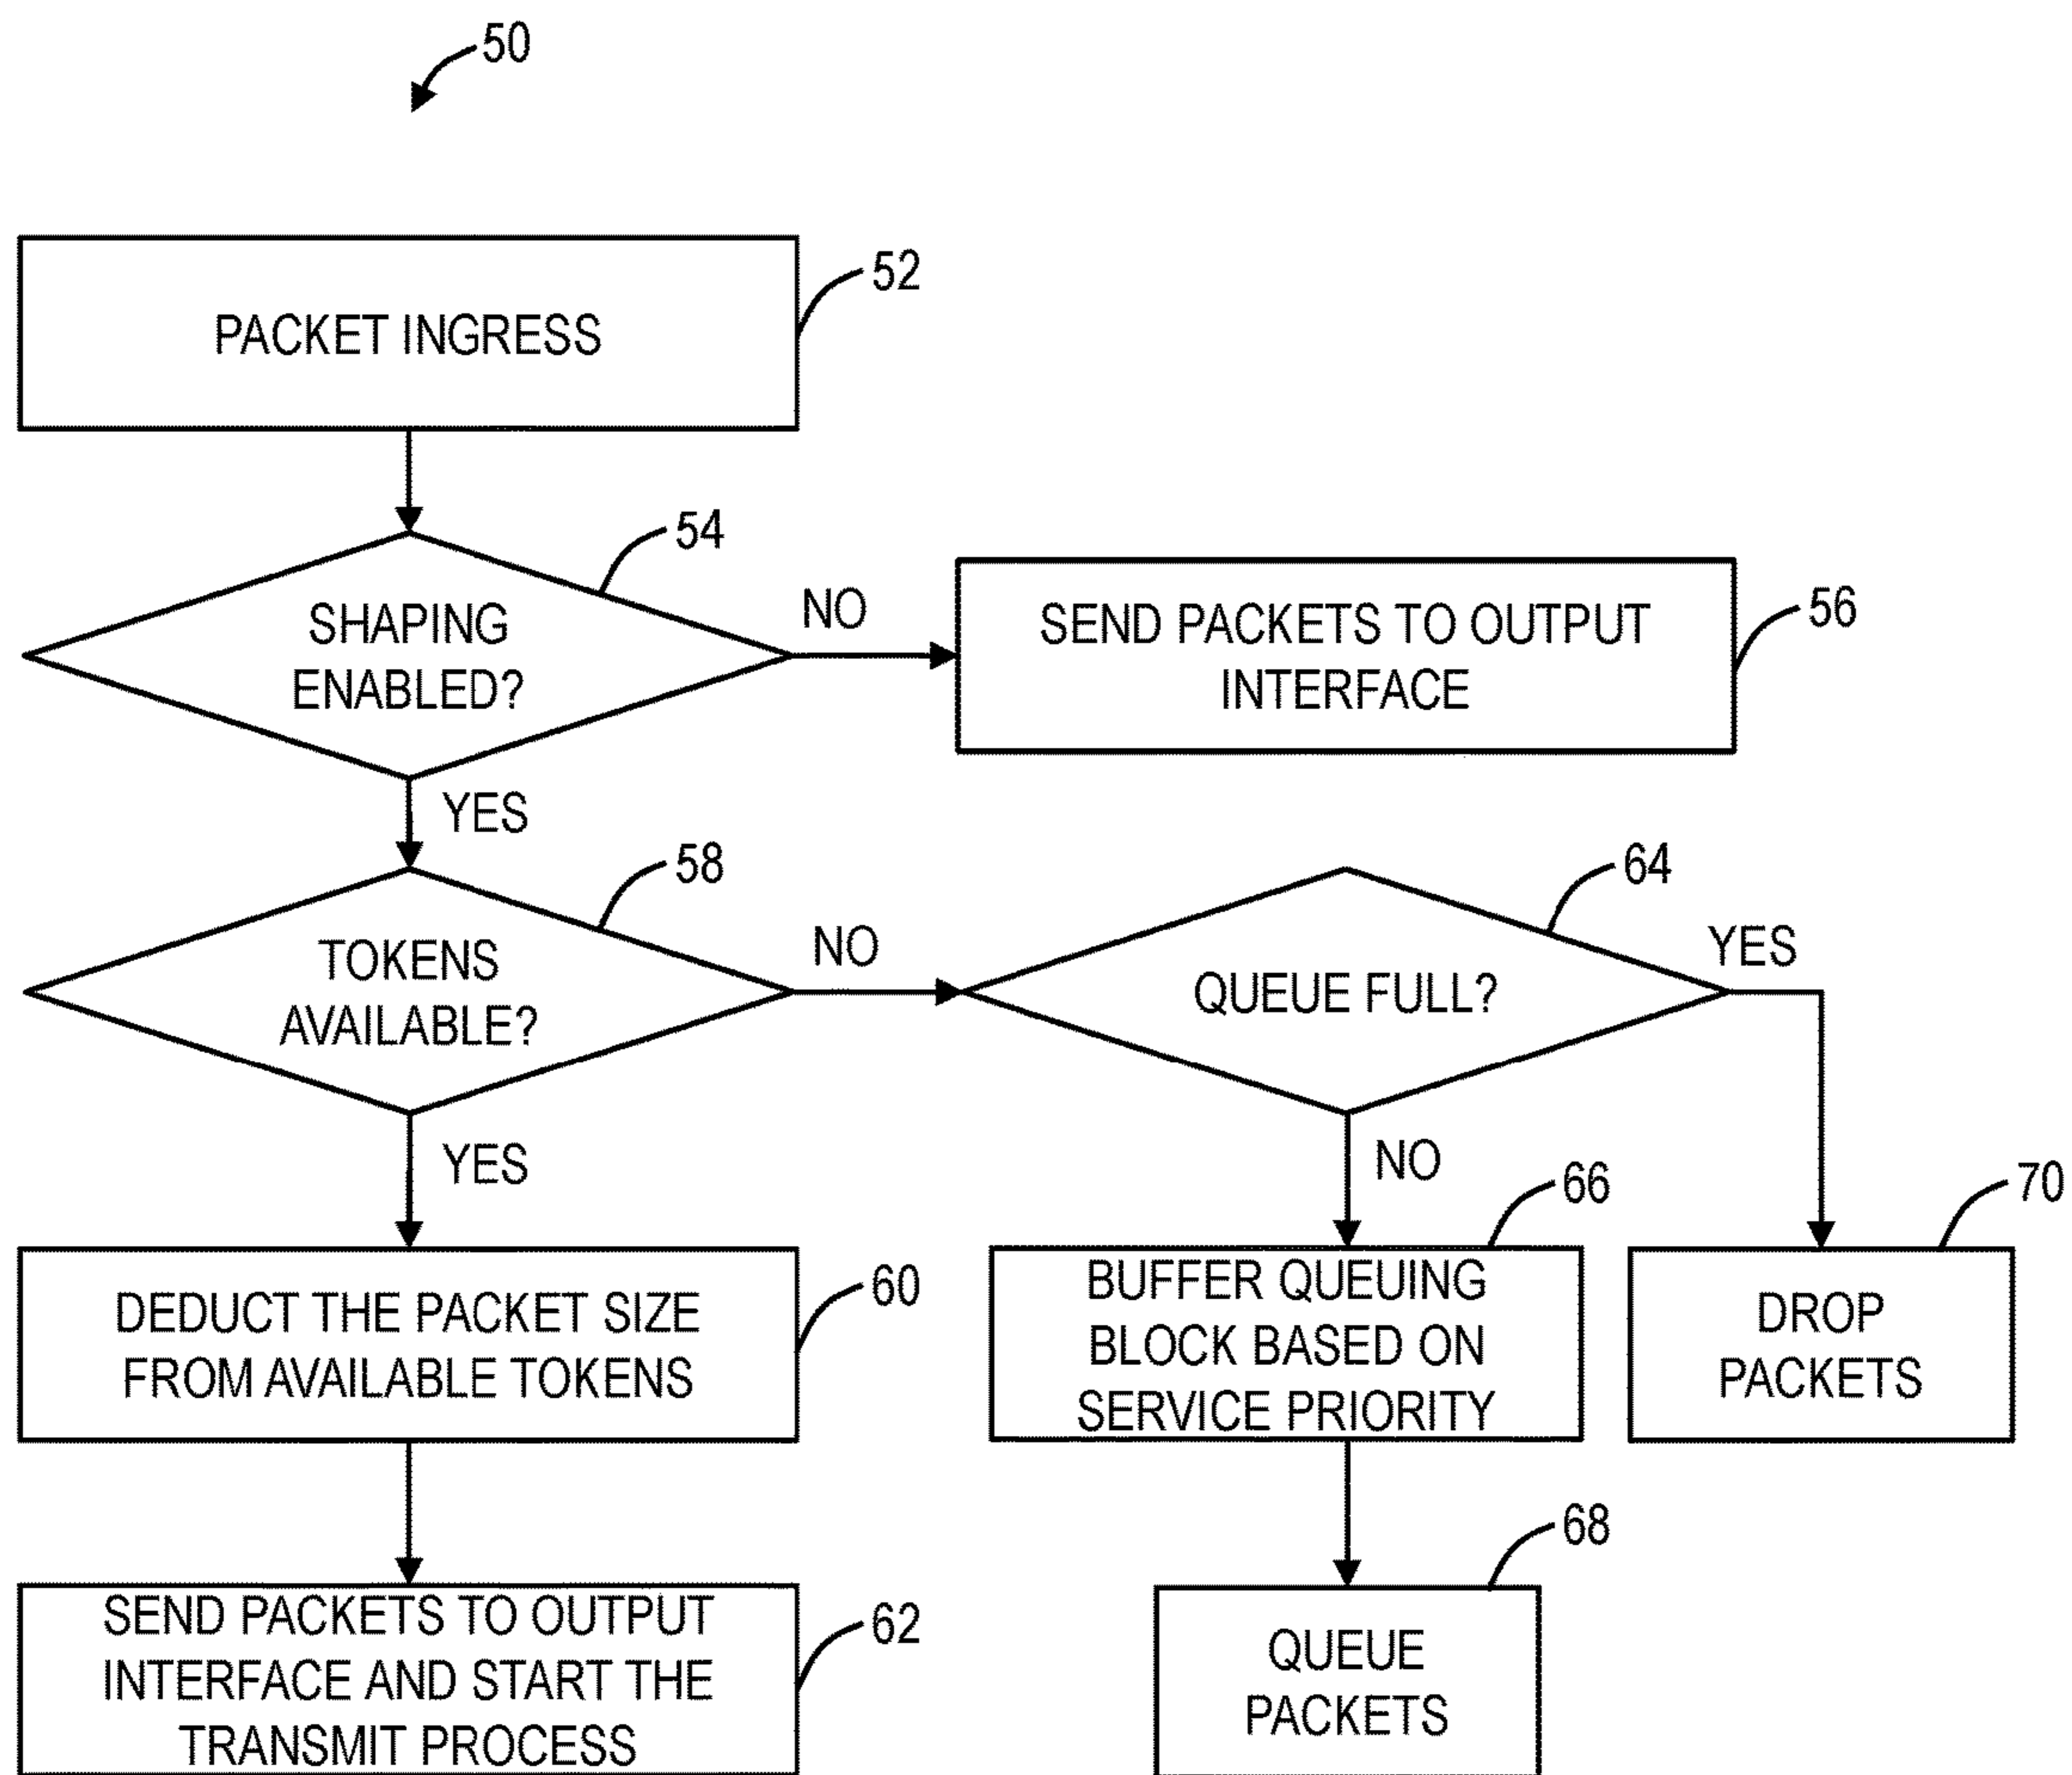 50
PACKET INGRESS
52
SHAPING
ENABLED?
54
NO
SEND PACKETS TO OUTPUT
INTERFACE
56
YES
TOKENS
AVAILABLE?
58
NO
QUEUE FULL?
64
YES
YES
NO
DEDUCT THE PACKET SIZE
FROM AVAILABLE TOKENS
60
BUFFER QUEUING
BLOCK BASED ON
SERVICE PRIORITY
66
DROP
PACKETS
70
SEND PACKETS TO OUTPUT
INTERFACE AND START THE
TRANSMIT PROCESS
62
QUEUE
PACKETS
68